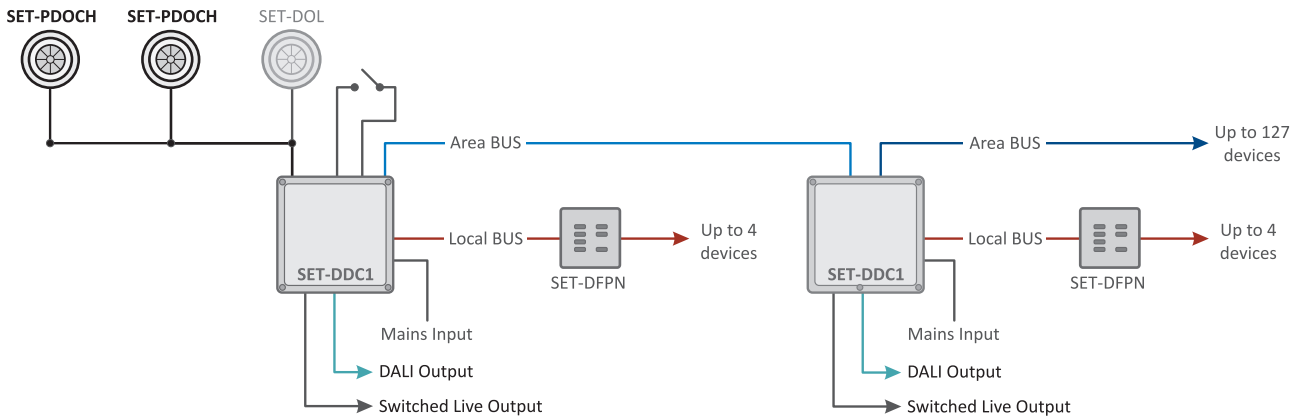 SET-PDOCH
SET-PDOCH
SET-DOL
Area BUS
Area BUS
Up to 127
devices
Local BUS
Up to 4
devices
Local BUS
Up to 4
devices
SET-DDC1
SET-DFPN
SET-DDC1
SET-DFPN
Mains Input
Mains Input
DALI Output
DALI Output
Switched Live Output
Switched Live Output